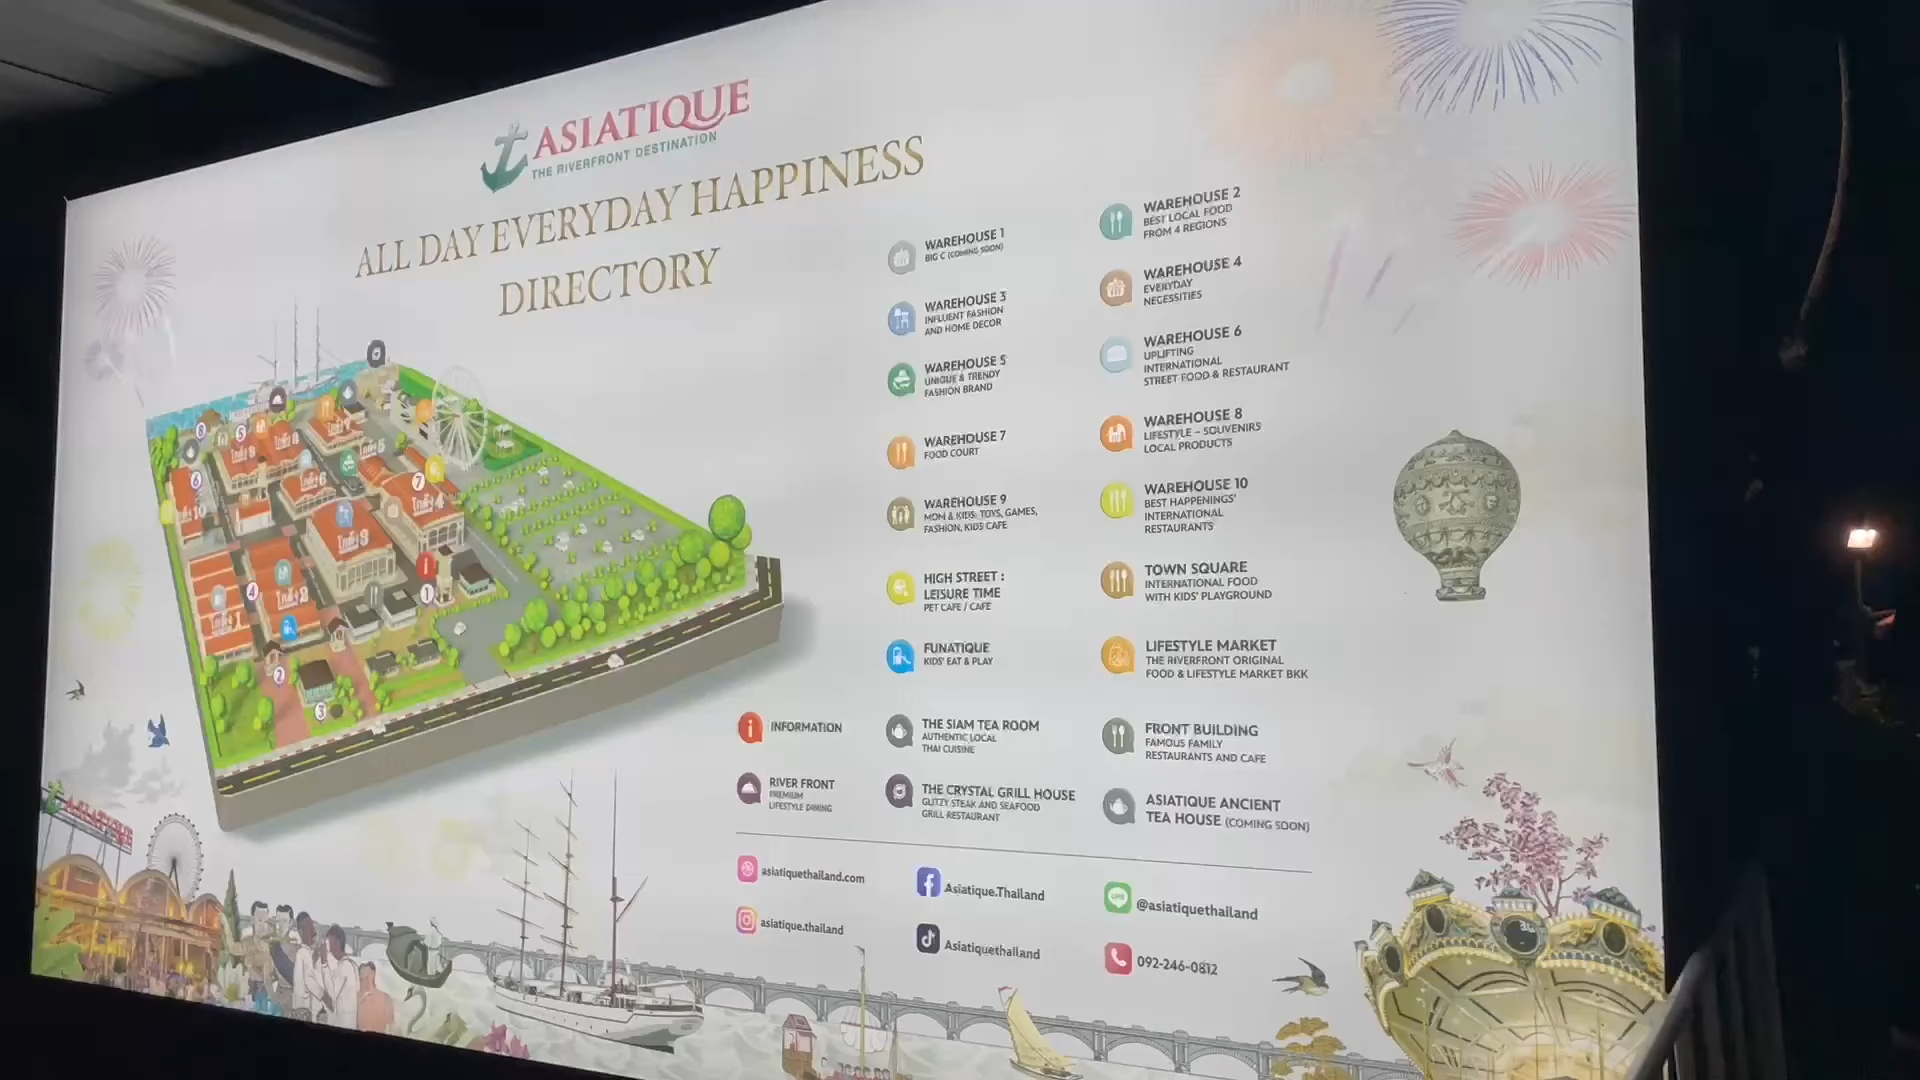 ASIATIQUE
THE RIVERFRONT DESTINATION
ALL DAY EVERYDAY HAPPINESS
DIRECTORY
WAREHOUSE 1
BIG C (COMING SOON)
WAREHOUSE 2
BEST LOCAL FOOD
FROM 4 REGIONS
WAREHOUSE 3
INFLUENT FASHION
AND HOME DECOR
WAREHOUSE 4
EVERYDAY
NECESSITIES
WAREHOUSE 5
UNIQUE & TRENDY
FASHION BRAND
WAREHOUSE 6
UPLIFTING
INTERNATIONAL
STREET FOOD & RESTAURANT
WAREHOUSE 7
FOOD COURT
WAREHOUSE 8
LIFESTYLE - SOUVENIRS
LOCAL PRODUCTS
WAREHOUSE 9
MOM & KIDS: TOYS, GAMES,
FASHION, KIDS CAFE
WAREHOUSE 10
BEST HAPPENINGS'
INTERNATIONAL
RESTAURANTS
HIGH STREET :
LEISURE TIME
PET CAFE / CAFE
TOWN SQUARE
INTERNATIONAL FOOD
WITH KIDS' PLAYGROUND
FUNATIQUE
KIDS' EAT & PLAY
LIFESTYLE MARKET
THE RIVERFRONT ORIGINAL
FOOD & LIFESTYLE MARKET BKK
INFORMATION
THE SIAM TEA ROOM
AUTHENTIC LOCAL
THAI CUISINE
FRONT BUILDING
FAMOUS FAMILY
RESTAURANTS AND CAFE
RIVER FRONT
PREMIUM
LIFESTYLE DINING
THE CRYSTAL GRILL HOUSE
GLITZY STEAK AND SEAFOOD
GRILL RESTAURANT
ASIATIQUE ANCIENT
TEA HOUSE (COMING SOON)
asiatiquethailand.com
Asiatique.Thailand
@asiatiquethailand
asiatique.thailand
Asiatiquethailand
092-246-0812
ASIATIQUE